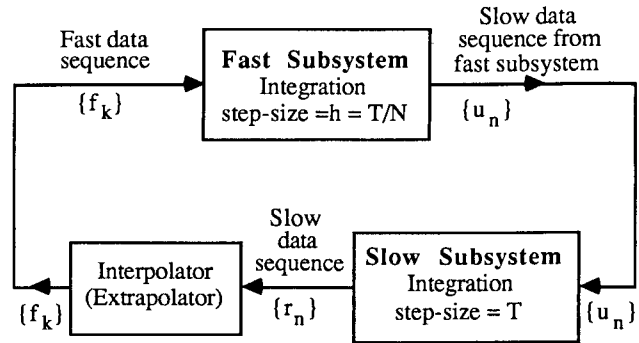 Fast data
sequence
{f_k}
Fast Subsystem
Integration
step-size =h = T/N
Slow data
sequence from
fast subsystem
{u_n}
Slow
data
sequence
{r_n}
Interpolator
(Extrapolator)
{f_k}
Slow Subsystem
Integration
step-size = T
{u_n}